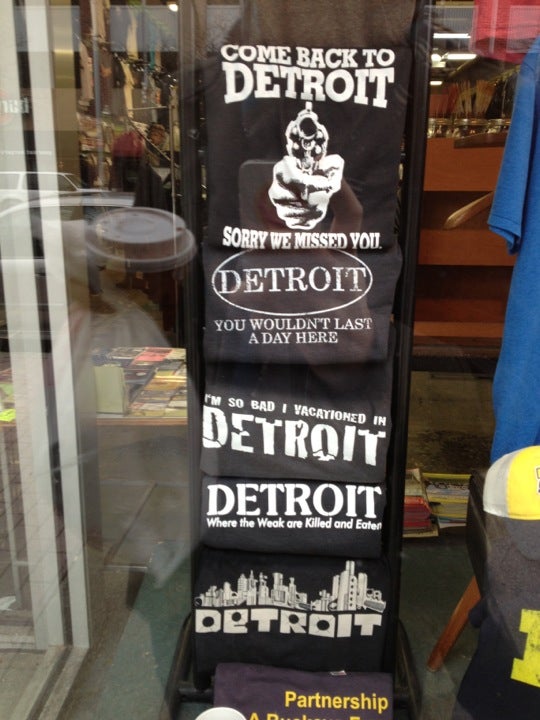 COME BACK TO
DETROIT
SORRY WE MISSED YOU.
DETROIT
YOU WOULDN'T LAST
A DAY HERE
I'M SO BAD I VACATIONED IN
DETROIT
DETROIT
Where the Weak are Killed and Eaten
DETROIT
Partnership